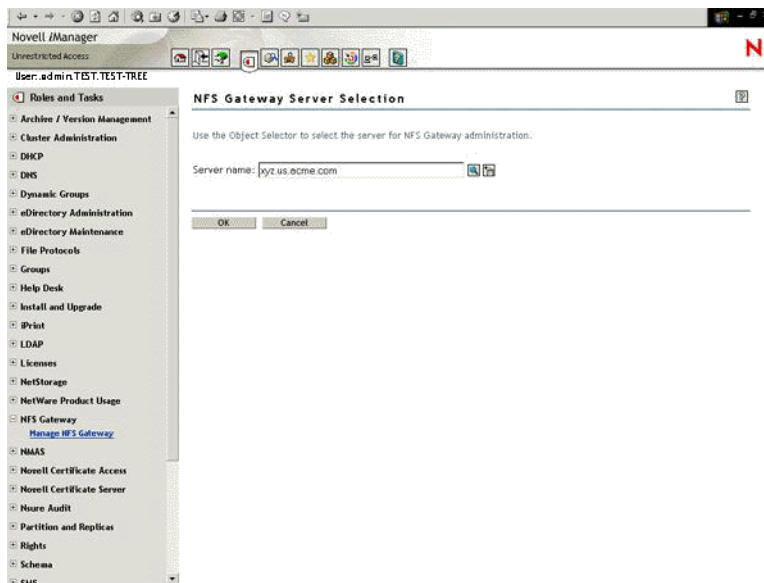 Novell iManager
Unrestricted Access
User:.admin.TEST.TEST-TREE
Roles and Tasks
Archive / Version Management
Cluster Administration
DHCP
DNS
Dynamic Groups
eDirectory Administration
eDirectory Maintenance
File Protocols
Groups
Help Desk
Install and Upgrade
iPrint
LDAP
Licenses
NetStorage
NetWare Product Usage
NFS Gateway
Manage NFS Gateway
NMAS
Novell Certificate Access
Novell Certificate Server
Nsure Audit
Partition and Replicas
Rights
Schema
SMS
N
NFS Gateway Server Selection
Use the Object Selector to select the server for NFS Gateway administration.
Server name: xyz.us.acme.com
OK Cancel